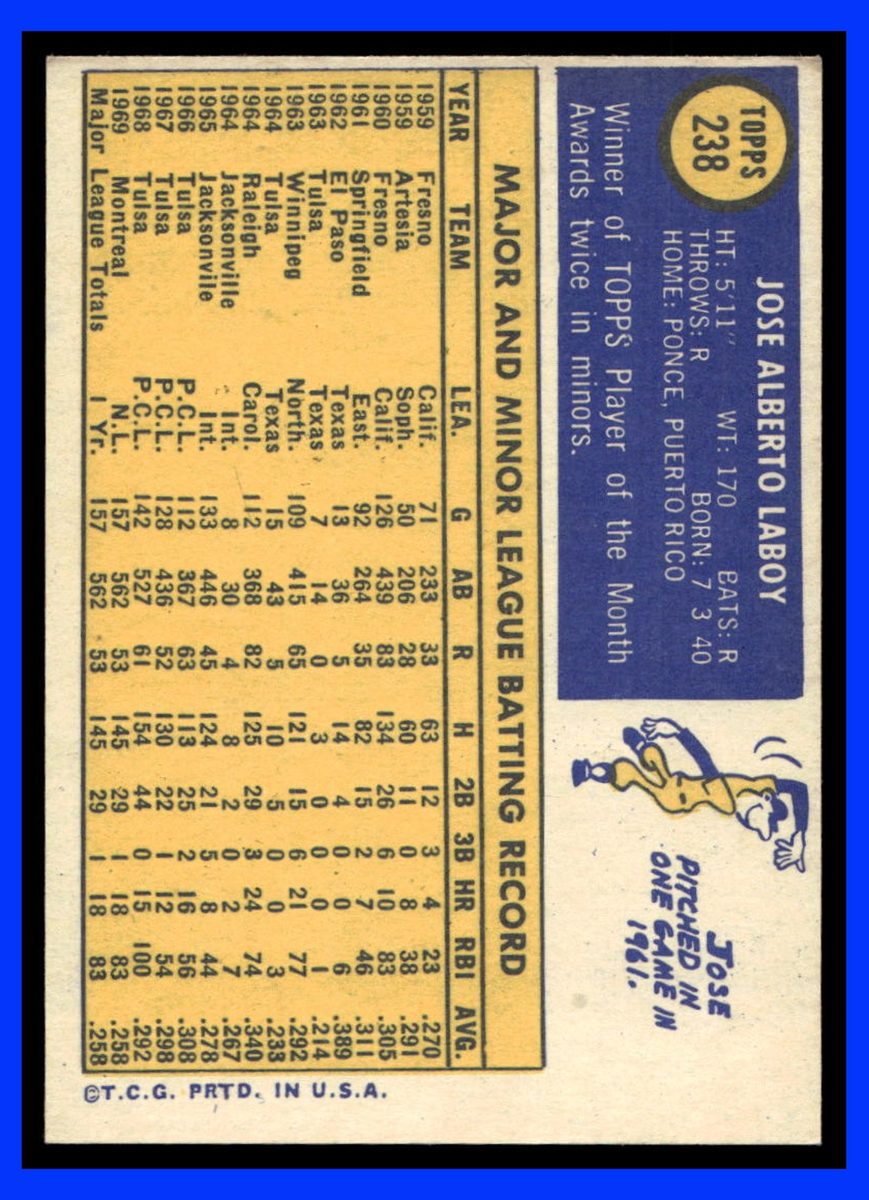 TOPPS
238
JOSE ALBERTO LABOY
HT: 5'11" WT: 170 BATS: R
THROWS: R BORN: 7 3 40
HOME: PONCE, PUERTO RICO
Winner of TOPPS Player of the Month
Awards twice in minors.
JOSE
PITCHED IN
ONE GAME IN
1961.
MAJOR AND MINOR LEAGUE BATTING RECORD
YEAR TEAM LEA. G AB R H 2B 3B HR RBI AVG.
1959 Fresno Calif. 71 233 33 63 12 3 4 23 .270
1959 Artesia Soph. 50 206 28 60 11 0 8 38 .291
1960 Fresno Calif. 126 439 83 134 26 6 10 83 .305
1961 Springfield East. 92 264 35 82 15 2 7 46 .311
1962 El Paso Texas 13 36 5 14 4 0 0 6 .389
1963 Tulsa Texas 7 14 0 3 0 0 0 1 .214
1963 Winnipeg North. 109 415 65 121 15 6 21 77 .292
1964 Tulsa Texas 15 43 5 10 5 0 0 3 .233
1964 Raleigh Carol. 112 368 82 125 29 3 24 74 .340
1964 Jacksonville Int. 8 30 4 8 2 0 2 7 .267
1965 Jacksonvile Int. 133 446 45 124 21 5 8 44 .278
1966 Tulsa P.C.L. 112 367 63 113 25 2 16 56 .308
1967 Tulsa P.C.L. 128 436 52 130 22 1 12 54 .298
1968 Tulsa P.C.L. 142 527 61 154 44 0 15 100 .292
1969 Montreal N.L. 157 562 53 145 29 1 18 83 .258
Major League Totals 1 Yr. 157 562 53 145 29 1 18 83 .258
©T.C.G. PRTD. IN U.S.A.